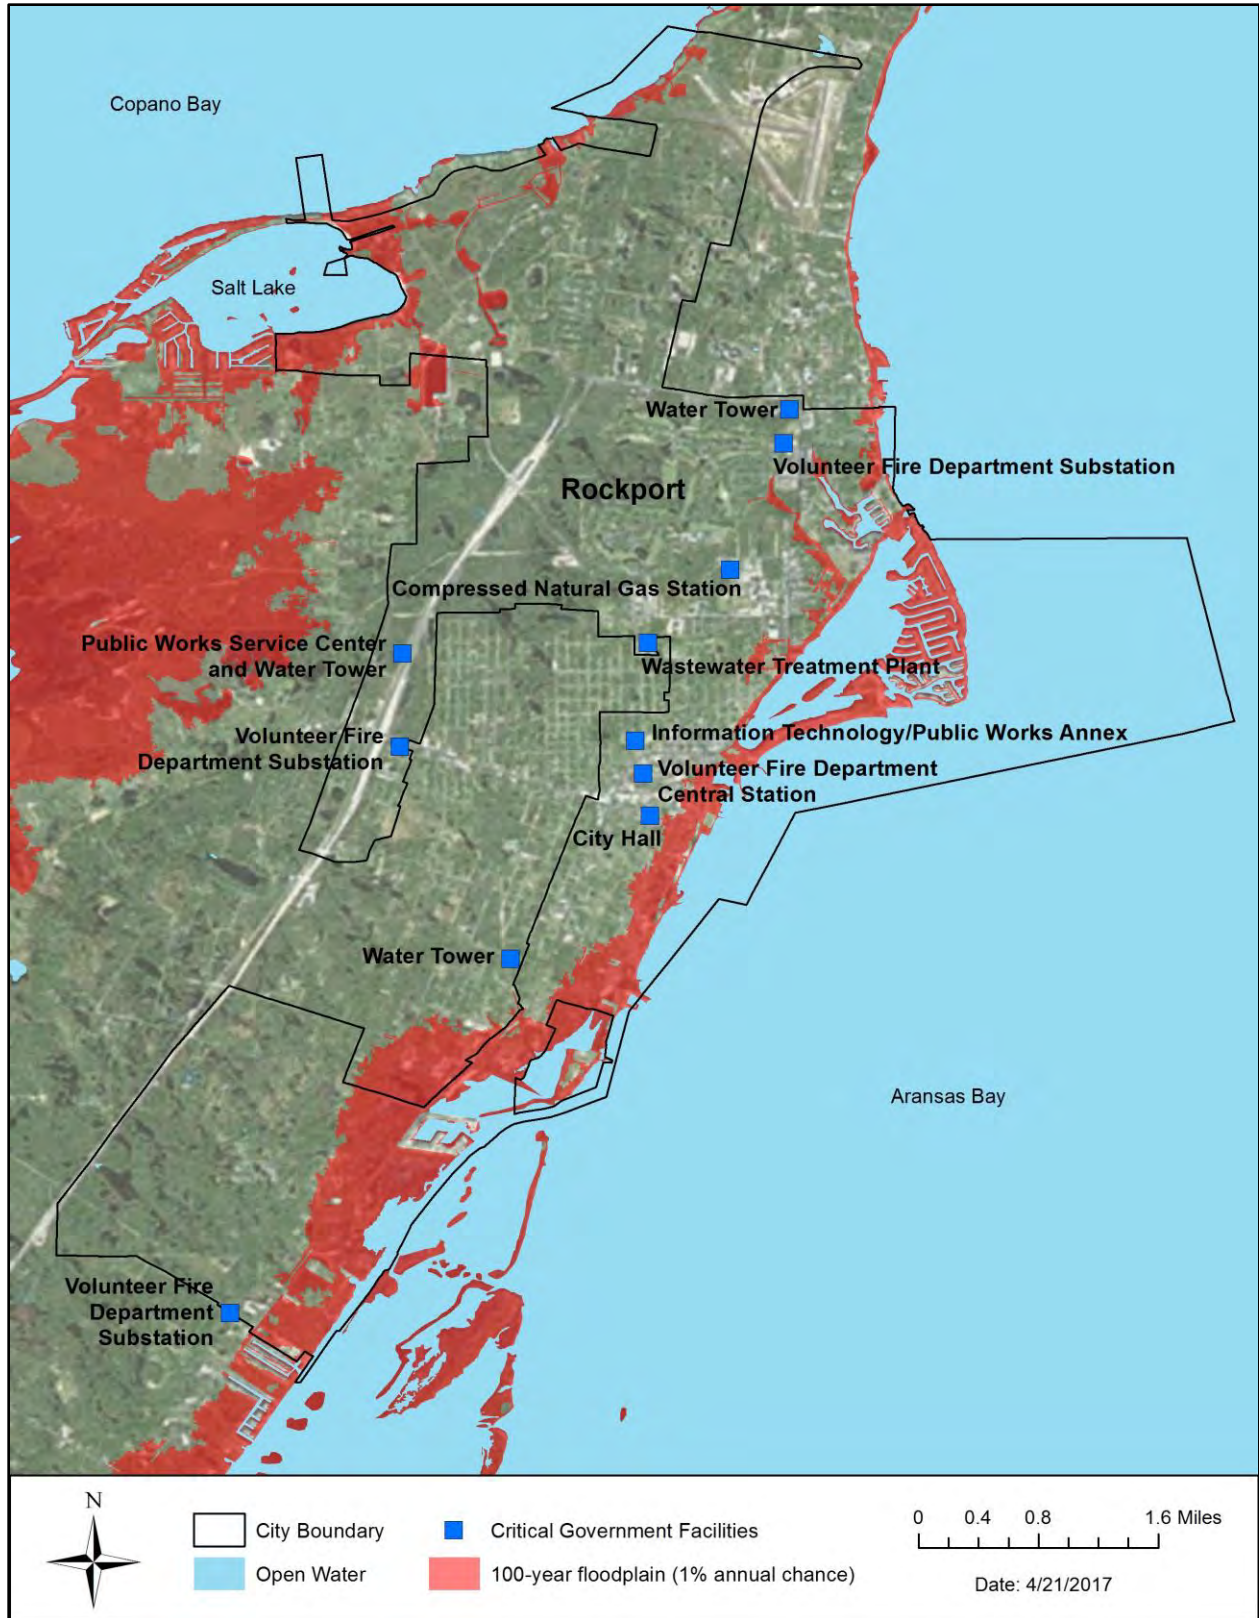 Copano Bay
Salt Lake
Water Tower
Volunteer Fire Department Substation
Rockport
Compressed Natural Gas Station
Public Works Service Center
and Water Tower
Wastewater Treatment Plant
Volunteer Fire
Department Substation
Information Technology/Public Works Annex
Volunteer Fire Department
Central Station
City Hall
Water Tower
Aransas Bay
Volunteer Fire
Department
Substation
N
City Boundary
Open Water
Critical Government Facilities
100-year floodplain (1% annual chance)
0 0.4 0.8 1.6 Miles
Date: 4/21/2017